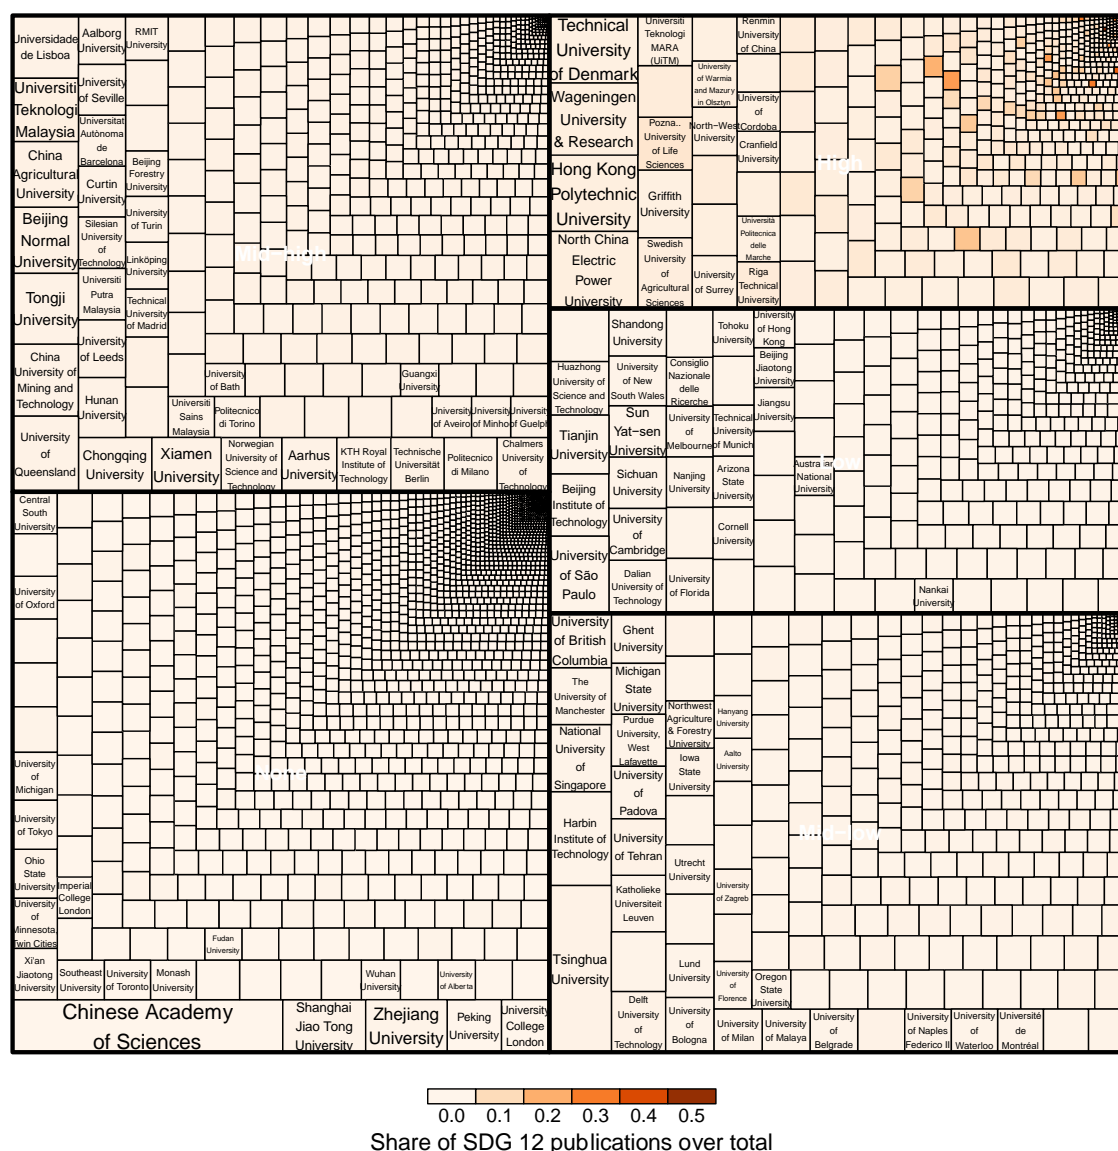 Universidade
de Lisboa
Universiti
Teknologi
Malaysia
China
Agricultural
University
Beijing
Normal
University
Tongji
University
China
University of
Mining and
Technology
University
of
Queensland
Aalborg
University
University
of Seville
Universitat
Autònoma
de
Barcelona
Curtin
University
Silesian
University
of
Technology
Universiti
Putra
Malaysia
University
of Leeds
Hunan
University
RMIT
University
Beijing
Forestry
University
University
of Turin
Linköping
University
Technical
University
of Madrid
Mid-high
University
of Bath
Guangxi
University
Universiti
Sains
Malaysia
Politecnico
di Torino
University
of Aveiro
University
of Minho
University
of Guelph
Chongqing
University
Xiamen
University
Norwegian
University of
Science and
Technology
Aarhus
University
KTH Royal
Institute of
Technology
Technische
Universität
Berlin
Politecnico
di Milano
Chalmers
University
of
Technology
Technical
University
of Denmark
Wageningen
University
& Research
Hong Kong
Polytechnic
University
North China
Electric
Power
University
Universiti
Teknologi
MARA
(UiTM)
Pozna..
University
of Life
Sciences
Griffith
University
Swedish
University
of
Agricultural
Sciences
University
of Warmia
and Mazury
in Olsztyn
North-West
University
University
of Surrey
Renmin
University
of China
University
of
Cordoba
Cranfield
University
Università
Politecnica
delle
Marche
Riga
Technical
University
High
Huazhong
University of
Science and
Technology
Tianjin
University
Beijing
Institute of
Technology
University
of São
Paulo
Shandong
University
University
of New
South Wales
Sun
Yat-sen
University
Sichuan
University
University
of
Cambridge
Dalian
University of
Technology
Consiglio
Nazionale
delle
Ricerche
University
of
Melbourne
Nanjing
University
University
of Florida
Tohoku
University
Technical
University
of Munich
Arizona
State
University
Cornell
University
University
of Hong
Kong
Beijing
Jiaotong
University
Jiangsu
University
Australian
National
University
Low
Nankai
University
Central
South
University
University
of Oxford
University
of
Michigan
University
of Tokyo
Ohio
State
University
University
of
Minnesota,
Twin Cities
Xi'an
Jiaotong
University
Imperial
College
London
None
Fudan
University
Southeast
University
University
of Toronto
Monash
University
Wuhan
University
University
of Alberta
Chinese Academy
of Sciences
Shanghai
Jiao Tong
University
Zhejiang
University
Peking
University
University
College
London
University
of British
Columbia
The
University of
Manchester
National
University
of
Singapore
Harbin
Institute of
Technology
Tsinghua
University
Ghent
University
Michigan
State
University
Purdue
University,
West
Lafayette
University
of
Padova
University
of Tehran
Katholieke
Universiteit
Leuven
Delft
University
of
Technology
Northwest
Agriculture
& Forestry
University
Iowa
State
University
Utrecht
University
Lund
University
University
of
Bologna
Hanyang
University
Aalto
University
University
of Zagreb
University
of
Florence
University
of Milan
Mid-low
Oregon
State
University
University
of Malaya
University
of
Belgrade
University
of Naples
Federico II
University
of
Waterloo
Université
de
Montréal
0.0 0.1 0.2 0.3 0.4 0.5
Share of SDG 12 publications over total